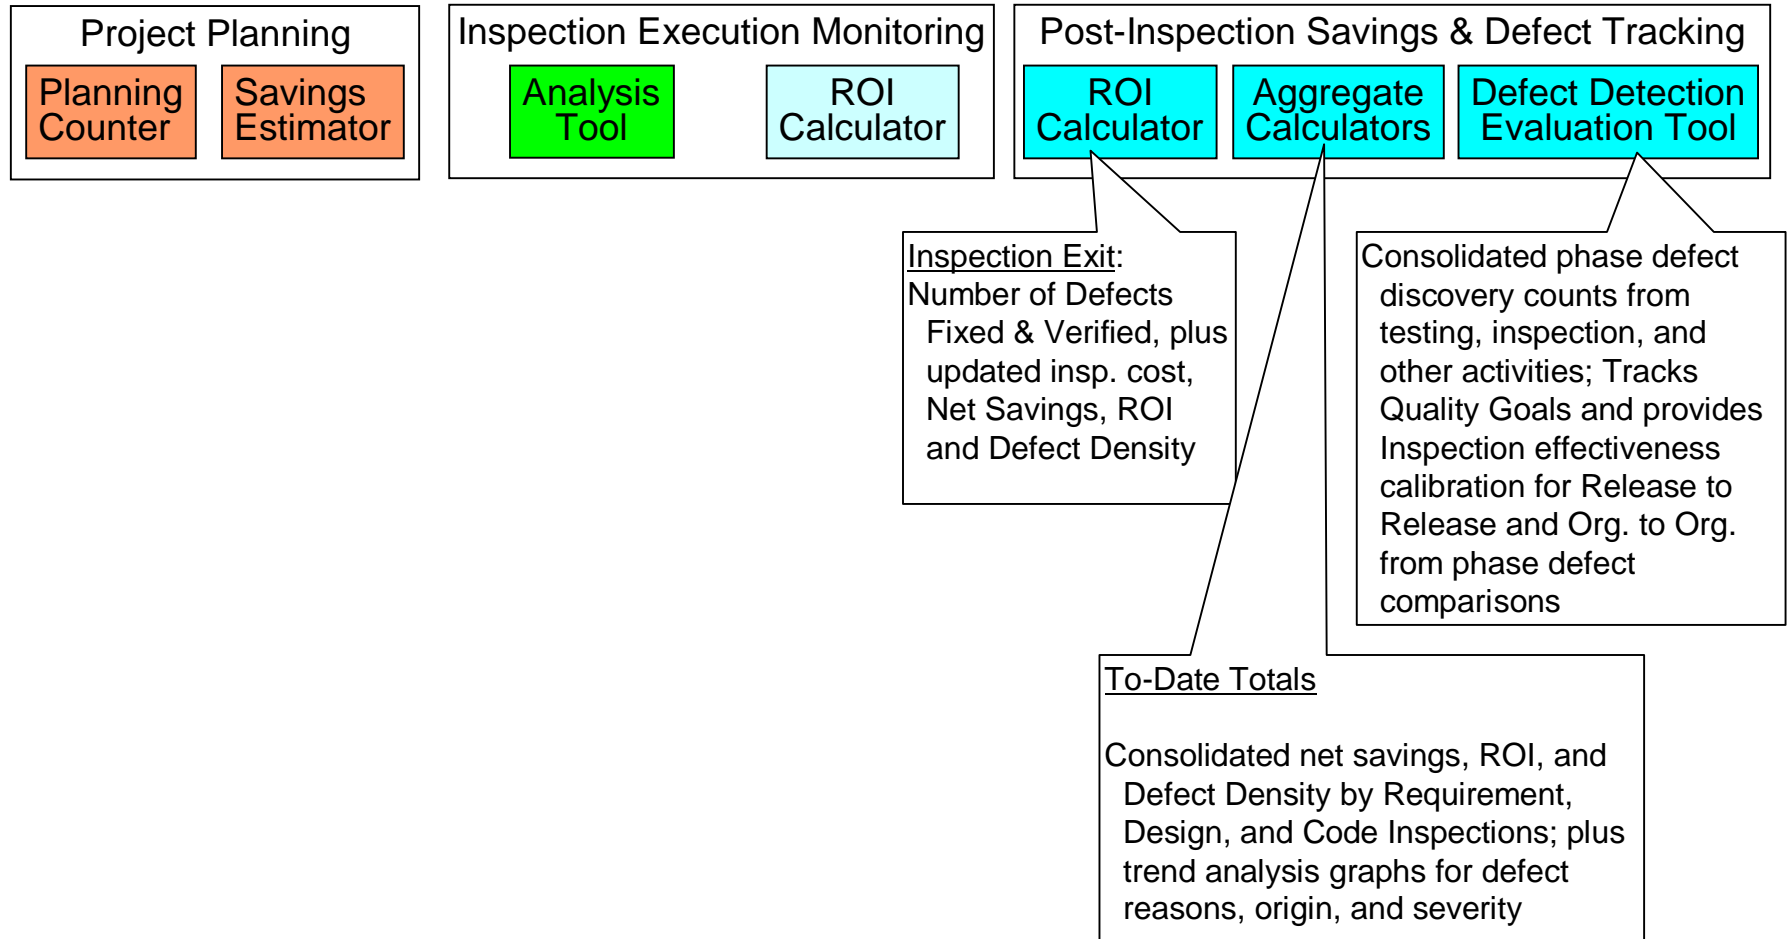 Project Planning
Planning
Counter
Savings
Estimator
Inspection Execution Monitoring
Analysis
Tool
ROI
Calculator
Post-Inspection Savings & Defect Tracking
ROI
Calculator
Aggregate
Calculators
Defect Detection
Evaluation Tool
Inspection Exit:
Number of Defects
Fixed & Verified, plus
updated insp. cost,
Net Savings, ROI
and Defect Density
Consolidated phase defect
discovery counts from
testing, inspection, and
other activities; Tracks
Quality Goals and provides
Inspection effectiveness
calibration for Release to
Release and Org. to Org.
from phase defect
comparisons
To-Date Totals
Consolidated net savings, ROI, and
Defect Density by Requirement,
Design, and Code Inspections; plus
trend analysis graphs for defect
reasons, origin, and severity